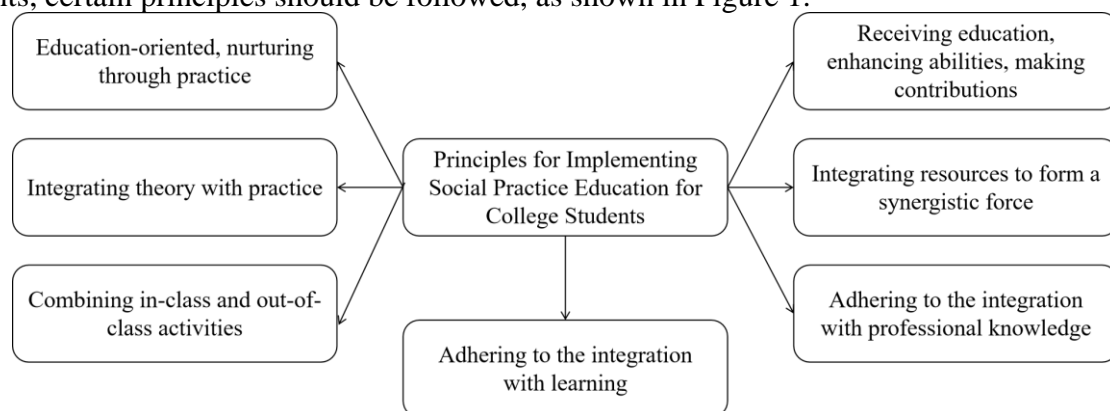 nts, certain principles should be followed, as shown in Figure 1.
Education-oriented, nurturing
through practice
Integrating theory with practice
Combining in-class and out-of-
class activities
Principles for Implementing
Social Practice Education for
College Students
Adhering to the integration
with learning
Receiving education,
enhancing abilities, making
contributions
Integrating resources to form a
synergistic force
Adhering to the integration
with professional knowledge